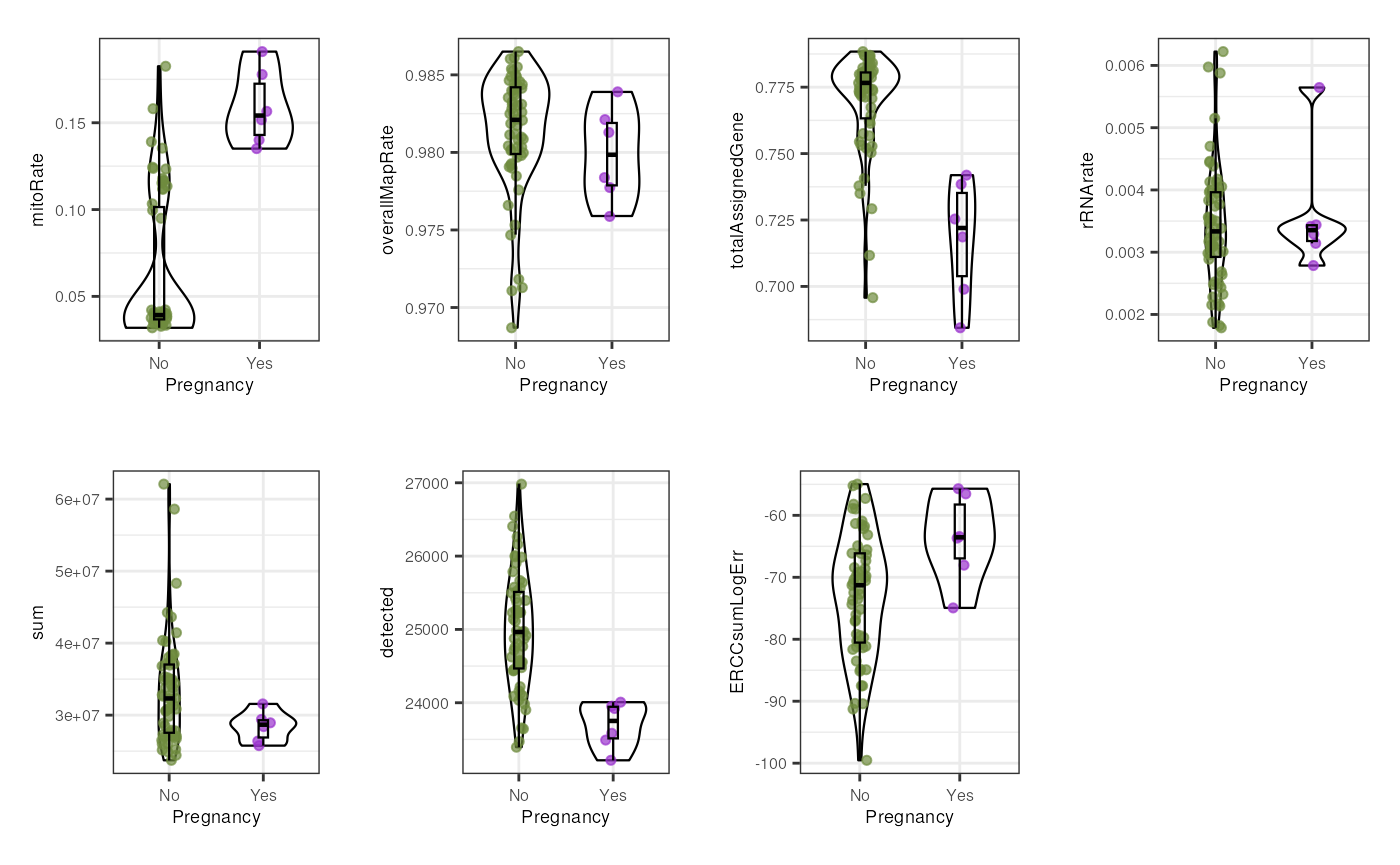 mitoRate
0.15
0.10
0.05
No Yes
Pregnancy
overallMapRate
0.985
0.980
0.975
0.970
No Yes
Pregnancy
totalAssignedGene
0.775
0.750
0.725
0.700
No Yes
Pregnancy
rRNArate
0.006
0.005
0.004
0.003
0.002
No Yes
Pregnancy
sum
6e+07
5e+07
4e+07
3e+07
No Yes
Pregnancy
detected
27000
26000
25000
24000
No Yes
Pregnancy
ERCCsumLogErr
-60
-70
-80
-90
-100
No Yes
Pregnancy